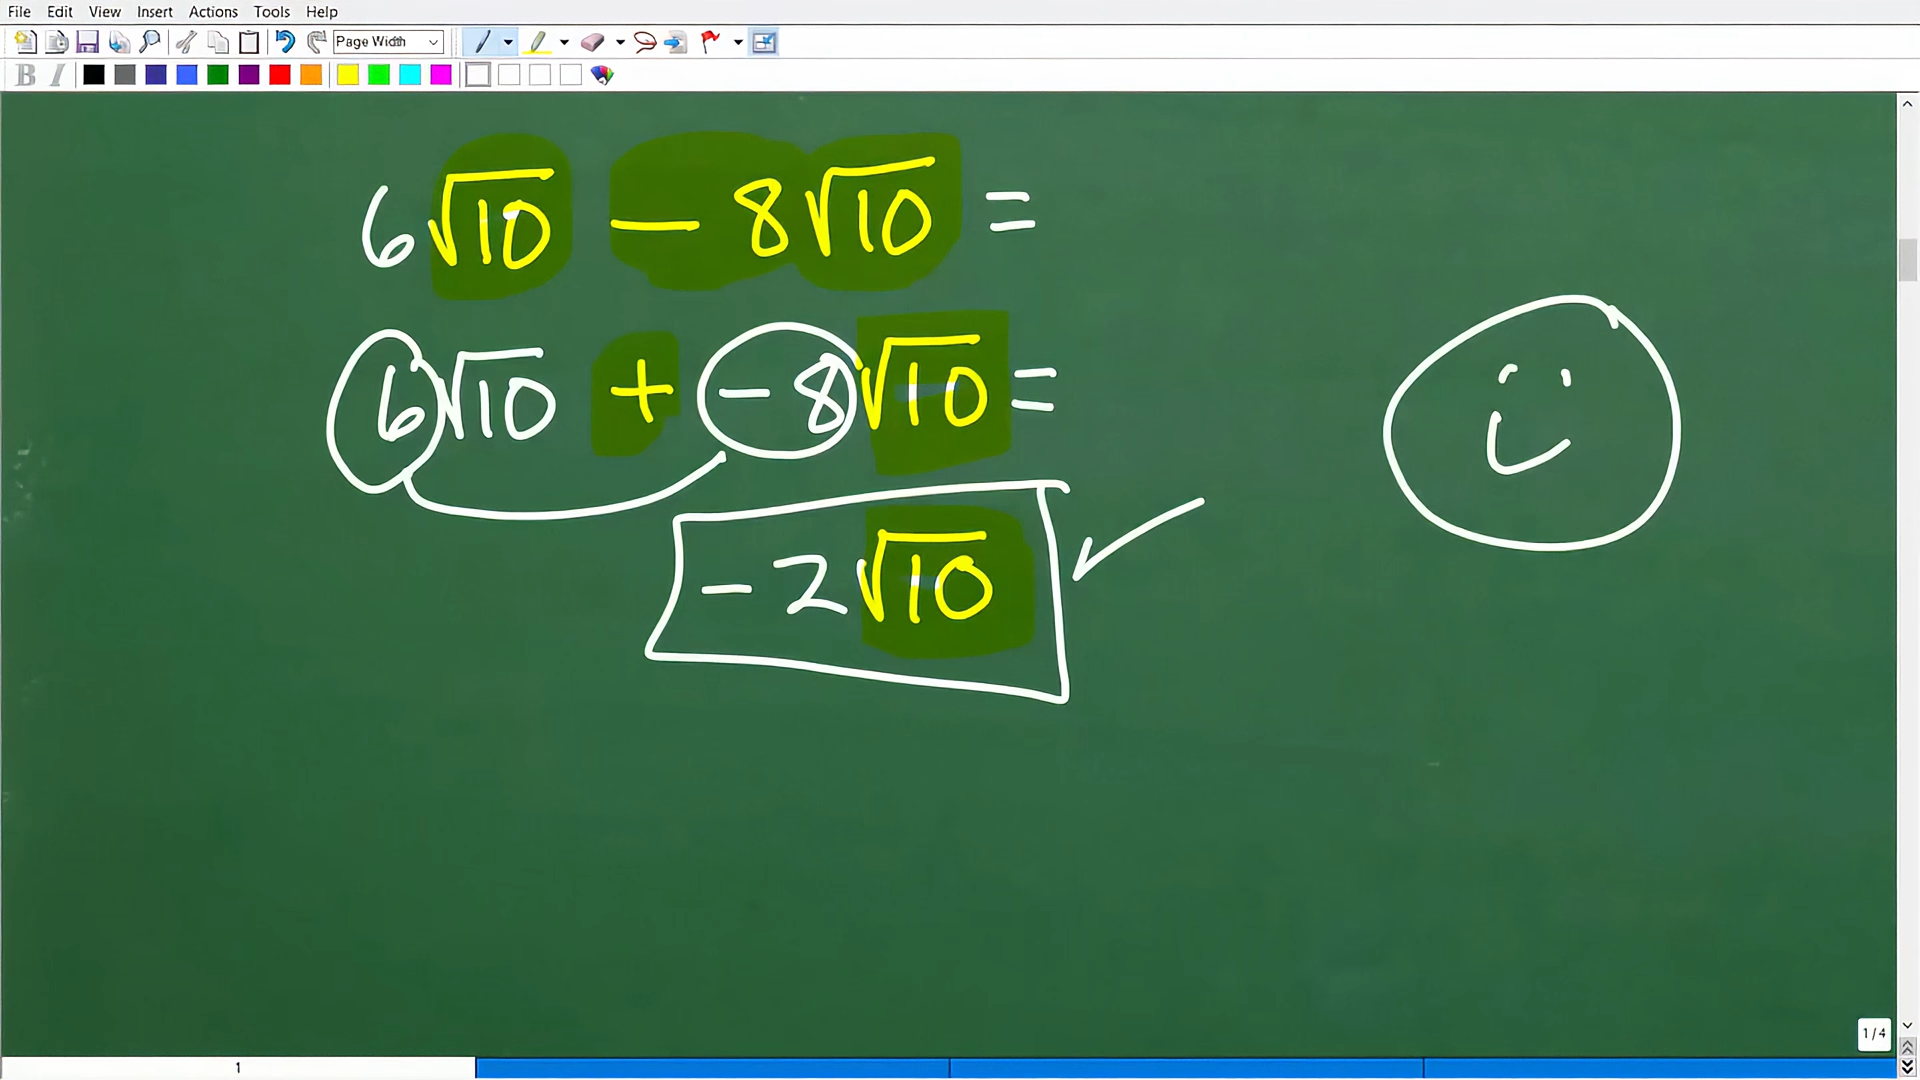 File Edit View Insert Actions Tools Help
Page Width
B I
6√10 − 8√10 =
6√10 + −8√10 =
−2√10
1/4
1